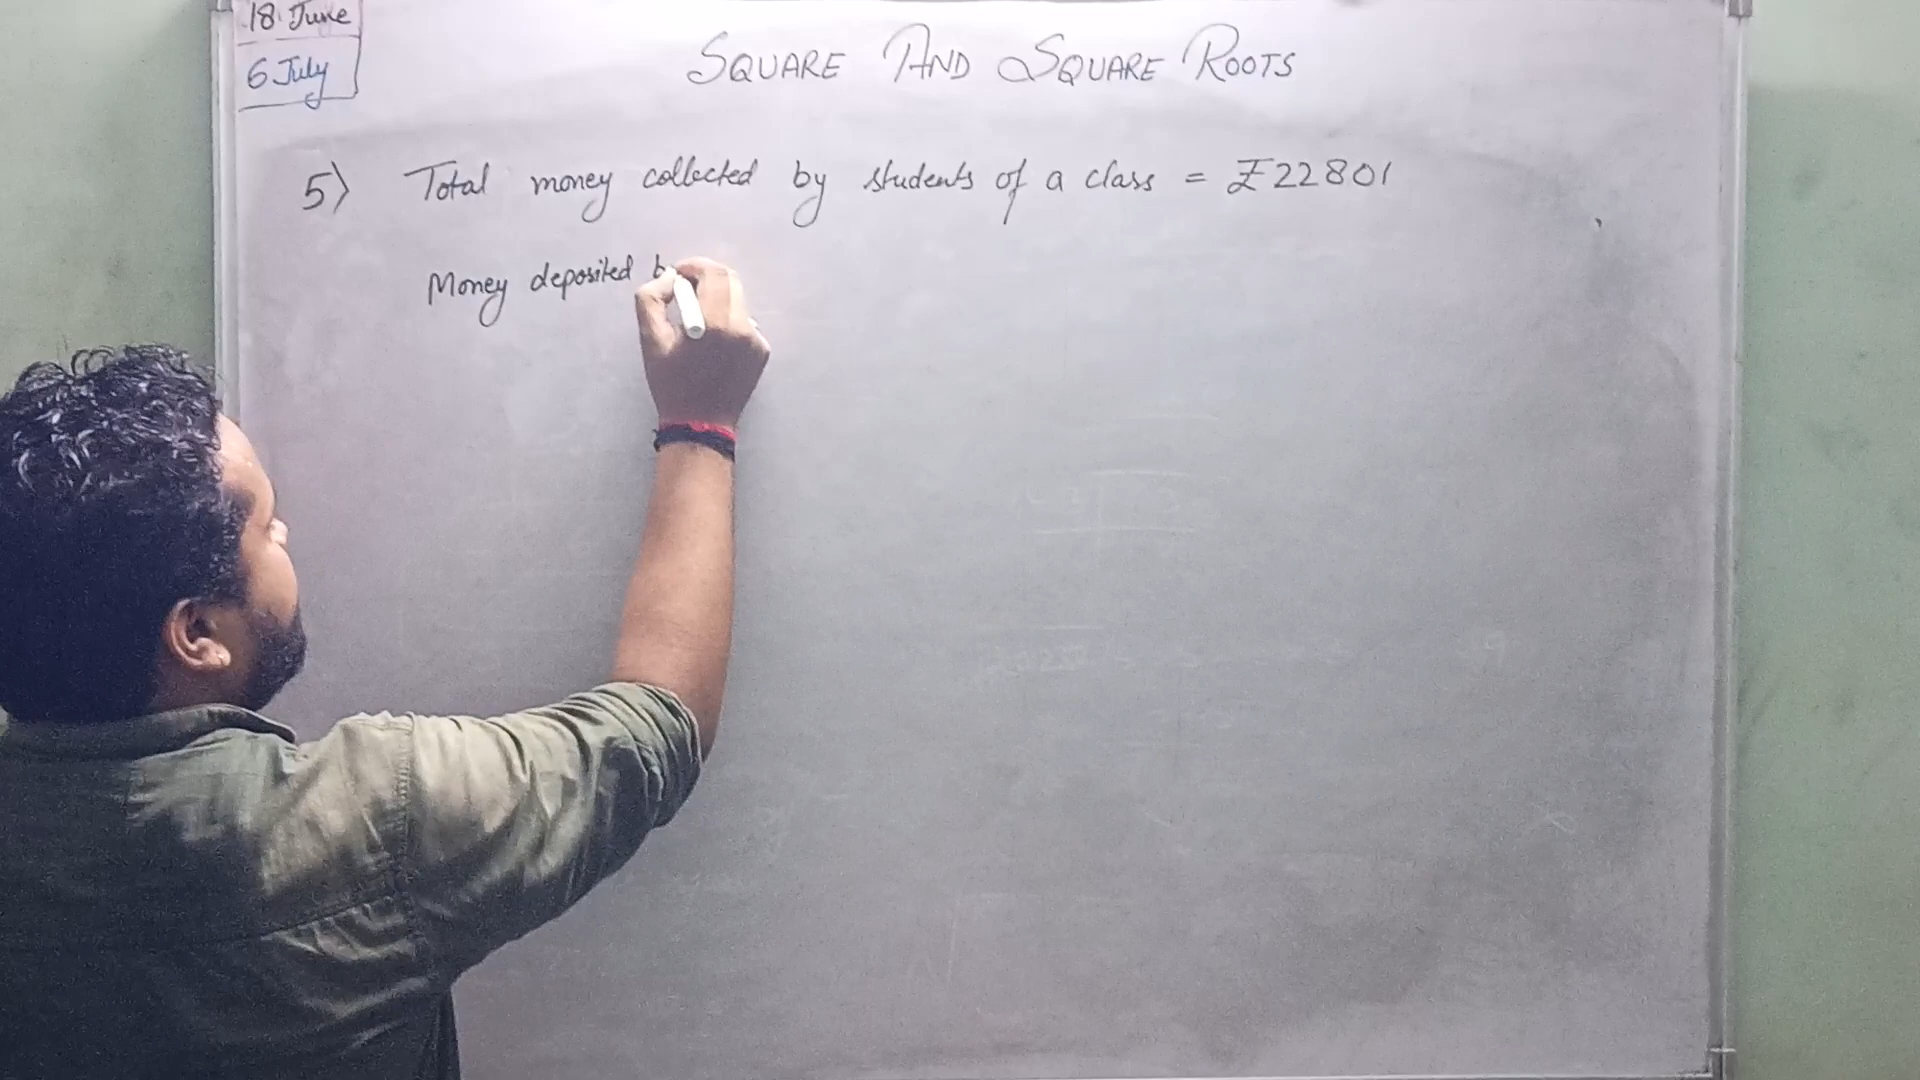 18 June
6 July
SQUARE AND SQUARE ROOTS
5) Total money collected by students of a class = ₹22801
Money deposited b